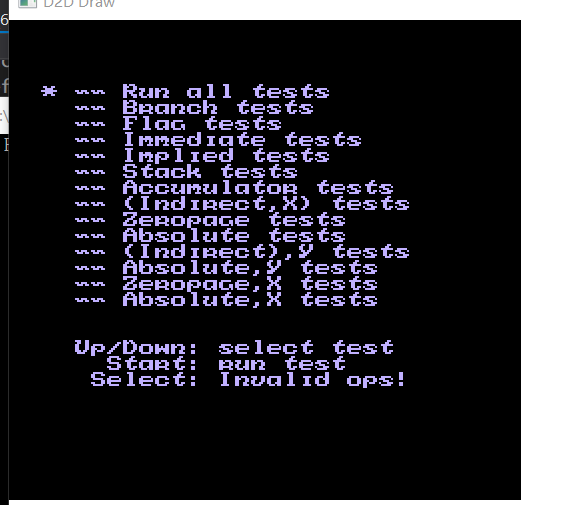 D2D Draw
* -- Run all tests
-- Branch tests
-- Flag tests
-- Immediate tests
-- Implied tests
-- Stack tests
-- Accumulator tests
-- (Indirect,X) tests
-- Zeropage tests
-- Absolute tests
-- (Indirect),Y tests
-- Absolute,Y tests
-- Zeropage,X tests
-- Absolute,X tests
Up/Down: select test
Start: run test
Select: Invalid ops!